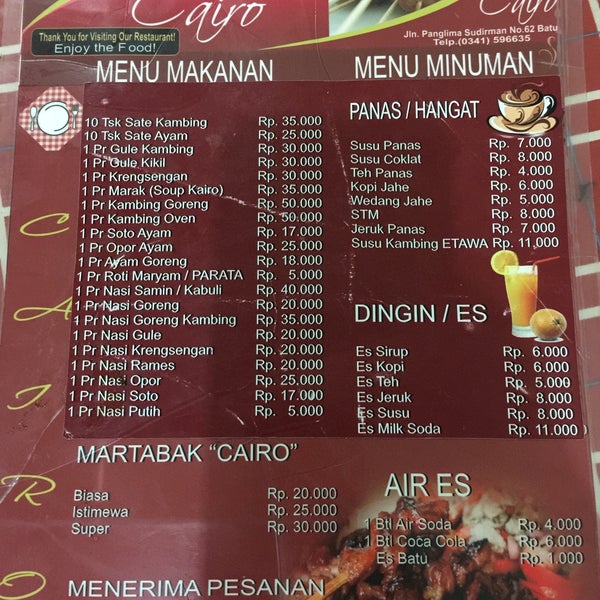 Cairo
Cairo
Thank You for Visiting Our Restaurant!
Enjoy the Food!
Jln. Panglima Sudirman No.62 Batu
Telp.(0341) 596635
MENU MAKANAN
10 Tsk Sate Kambing Rp. 35.000
10 Tsk Sate Ayam Rp. 25.000
1 Pr Gule Kambing Rp. 30.000
1 Pr Gule Kikil Rp. 30.000
1 Pr Krengsengan Rp. 30.000
1 Pr Marak (Soup Kairo) Rp. 35.000
1 Pr Kambing Goreng Rp. 50.000
1 Pr Kambing Oven Rp. 50.000
1 Pr Soto Ayam Rp. 17.000
1 Pr Opor Ayam Rp. 25.000
1 Pr Ayam Goreng Rp. 18.000
1 Pr Roti Maryam / PARATA Rp. 5.000
1 Pr Nasi Samin / Kabuli Rp. 40.000
1 Pr Nasi Goreng Rp. 20.000
1 Pr Nasi Goreng Kambing Rp. 35.000
1 Pr Nasi Gule Rp. 20.000
1 Pr Nasi Krengsengan Rp. 20.000
1 Pr Nasi Rames Rp. 20.000
1 Pr Nasi Opor Rp. 25.000
1 Pr Nasi Soto Rp. 17.000
1 Pr Nasi Putih Rp. 5.000
MENU MINUMAN
PANAS / HANGAT
Susu Panas Rp. 7.000
Susu Coklat Rp. 8.000
Teh Panas Rp. 4.000
Kopi Jahe Rp. 6.000
Wedang Jahe Rp. 5.000
STM Rp. 8.000
Jeruk Panas Rp. 7.000
Susu Kambing ETAWA Rp. 11.000
DINGIN / ES
Es Sirup Rp. 6.000
Es Kopi Rp. 6.000
Es Teh Rp. 5.000
Es Jeruk Rp. 8.000
Es Susu Rp. 8.000
Es Milk Soda Rp. 11.000
MARTABAK “CAIRO”
Biasa Rp. 20.000
Istimewa Rp. 25.000
Super Rp. 30.000
AIR ES
1 Btl Air Soda Rp. 4.000
1 Btl Coca Cola Rp. 6.000
Es Batu Rp. 1.000
MENERIMA PESANAN
C
A
I
R
O